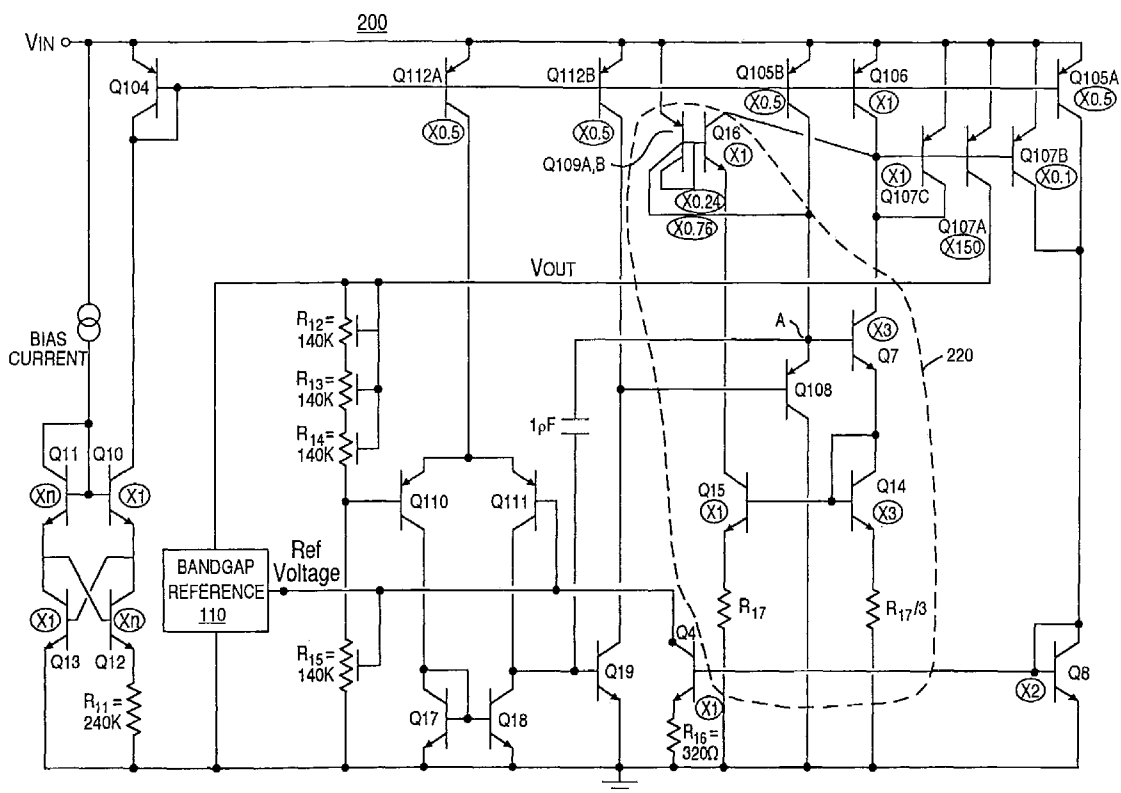 200
VIN
Q104
Q112A
X0.5
Q112B
X0.5
Q105B
X0.5
Q106
X1
Q105A
X0.5
Q109A,B
Q16
X1
X0.24
X0.76
X1
Q107C
Q107A
X150
Q107B
X0.1
VOUT
BIAS
CURRENT
R12=
140K
R13=
140K
R14=
140K
A
X3
Q7
220
Q108
1pF
Q11
Xn
Q10
X1
Q110
Q111
Q15
X1
Q14
X3
BANDGAP
REFERENCE
110
Ref
Voltage
R17
R17/3
X1
Q13
Xn
Q12
R11=
240K
R15=
140K
Q17
Q18
Q19
Q4
X1
R16=
320Ω
X2
Q8